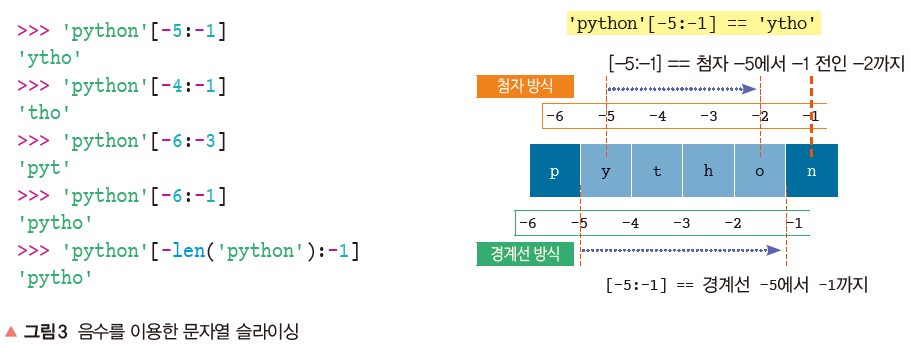 >>> 'python'[-5:-1]
'ytho'
>>> 'python'[-4:-1]
'tho'
>>> 'python'[-6:-3]
'pyt'
>>> 'python'[-6:-1]
'pytho'
>>> 'python'[-len('python'):-1]
'pytho'
'python'[-5:-1] == 'ytho'
[-5:-1] == 첨자 -5에서 -1 전인 -2까지
첨자 방식
-6 -5 -4 -3 -2 -1
p y t h o n
-6 -5 -4 -3 -2 -1
경계선 방식
[-5:-1] == 경계선 -5에서 -1까지
▲ 그림 3 음수를 이용한 문자열 슬라이싱